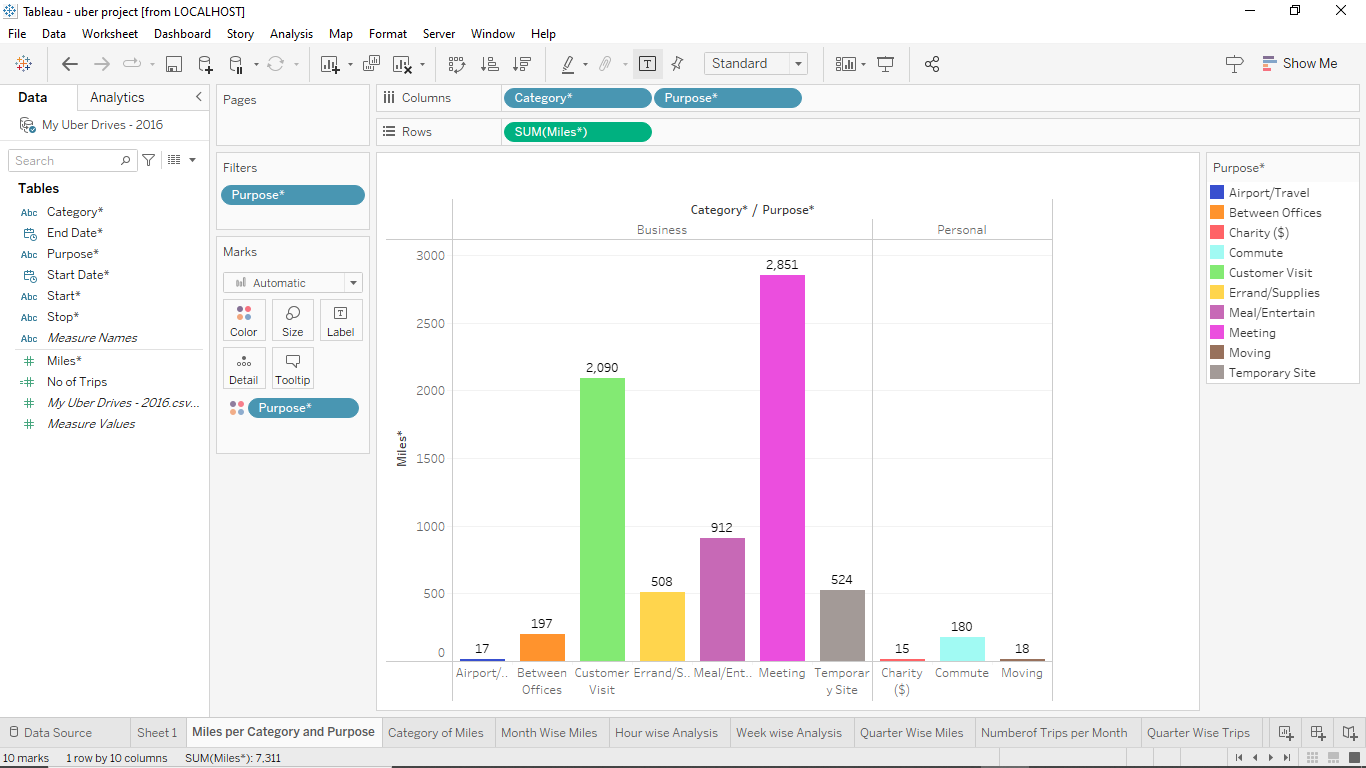 Tableau - uber project [from LOCALHOST]
File Data Worksheet Dashboard Story Analysis Map Format Server Window Help
Standard
Show Me
Data Analytics
My Uber Drives - 2016
Search
Tables
Abc Category*
End Date*
Abc Purpose*
Start Date*
Abc Start*
Abc Stop*
Abc Measure Names
# Miles*
=# No of Trips
# My Uber Drives - 2016.csv...
# Measure Values
Pages
Filters
Purpose*
Marks
Automatic
Color Size Label
Detail Tooltip
Purpose*
Columns Category* Purpose*
Rows SUM(Miles*)
Category* / Purpose*
Business Personal
Miles*
3000
2500
2000
1500
1000
500
0
17
197
2,090
508
912
2,851
524
15
180
18
Airport/..
Between
Offices
Customer
Visit
Errand/S..
Meal/Ent..
Meeting
Temporar
y Site
Charity
($)
Commute
Moving
Purpose*
Airport/Travel
Between Offices
Charity ($)
Commute
Customer Visit
Errand/Supplies
Meal/Entertain
Meeting
Moving
Temporary Site
Data Source Sheet 1 Miles per Category and Purpose Category of Miles Month Wise Miles Hour wise Analysis Week wise Analysis Quarter Wise Miles Numberof Trips per Month Quarter Wise Trips
10 marks 1 row by 10 columns SUM(Miles*): 7,311